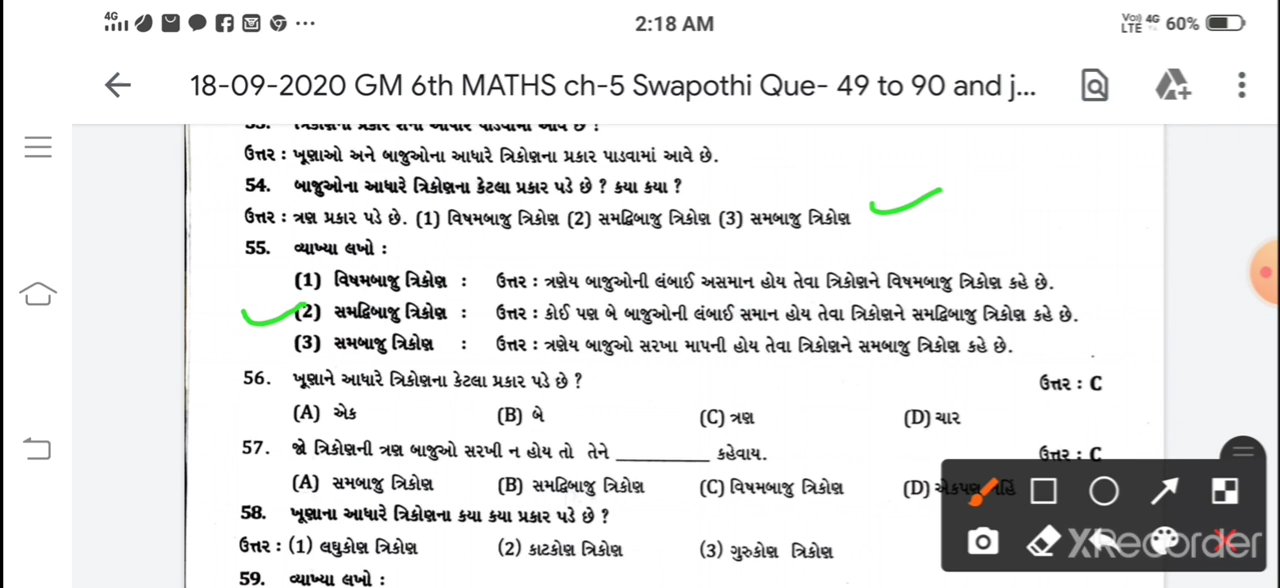 4G 2:18 AM Vo) 4G LTE 60%
18-09-2020 GM 6th MATHS ch-5 Swapothi Que- 49 to 90 and j...
ઉત્તર : ખૂણાઓ અને બાજુઓના આધારે ત્રિકોણના પ્રકાર પાડવામાં આવે છે.
54. બાજુઓના આધારે ત્રિકોણના કેટલા પ્રકાર પડે છે ? કયા કયા ?
ઉત્તર : ત્રણ પ્રકાર પડે છે. (1) વિષમબાજુ ત્રિકોણ (2) સમદ્વિબાજુ ત્રિકોણ (3) સમબાજુ ત્રિકોણ
55. વ્યાખ્યા લખો :
(1) વિષમબાજુ ત્રિકોણ : ઉત્તર : ત્રણેય બાજુઓની લંબાઈ અસમાન હોય તેવા ત્રિકોણને વિષમબાજુ ત્રિકોણ કહે છે.
(2) સમદ્વિબાજુ ત્રિકોણ : ઉત્તર : કોઈ પણ બે બાજુઓની લંબાઈ સમાન હોય તેવા ત્રિકોણને સમદ્વિબાજુ ત્રિકોણ કહે છે.
(3) સમબાજુ ત્રિકોણ : ઉત્તર : ત્રણેય બાજુઓ સરખા માપની હોય તેવા ત્રિકોણને સમબાજુ ત્રિકોણ કહે છે.
56. ખૂણાને આધારે ત્રિકોણના કેટલા પ્રકાર પડે છે ? ઉત્તર : C
(A) એક (B) બે (C) ત્રણ (D) ચાર
57. જો ત્રિકોણની ત્રણ બાજુઓ સરખી ન હોય તો તેને __________ કહેવાય. ઉત્તર : C
(A) સમબાજુ ત્રિકોણ (B) સમદ્વિબાજુ ત્રિકોણ (C) વિષમબાજુ ત્રિકોણ (D) એકપણ નહિ
58. ખૂણાના આધારે ત્રિકોણના કયા કયા પ્રકાર પડે છે ?
ઉત્તર : (1) લઘુકોણ ત્રિકોણ (2) કાટકોણ ત્રિકોણ (3) ગુરુકોણ ત્રિકોણ
XRecorder
59. વ્યાખ્યા લખો :